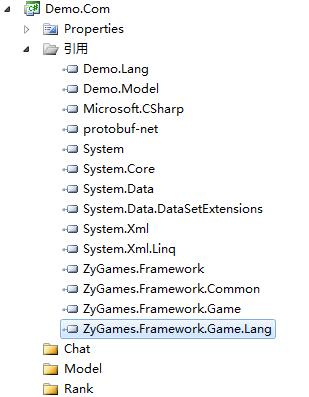 Demo.Com
Properties
引用
Demo.Lang
Demo.Model
Microsoft.CSharp
protobuf-net
System
System.Core
System.Data
System.Data.DataSetExtensions
System.Xml
System.Xml.Linq
ZyGames.Framework
ZyGames.Framework.Common
ZyGames.Framework.Game
ZyGames.Framework.Game.Lang
Chat
Model
Rank